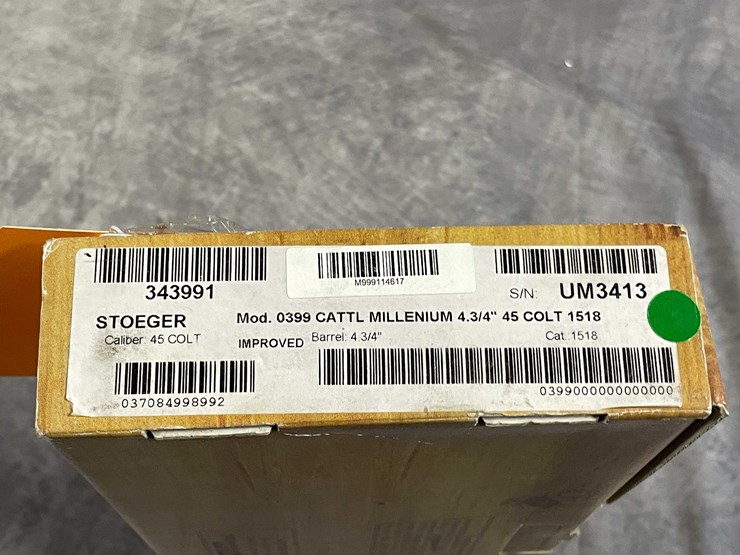 M999114617
343991
S/N: UM3413
STOEGER
Mod. 0399 CATTL MILLENIUM 4.3/4" 45 COLT 1518
Caliber: 45 COLT
IMPROVED
Barrel: 4.3/4"
Cat. 1518
037084998992
0399000000000000